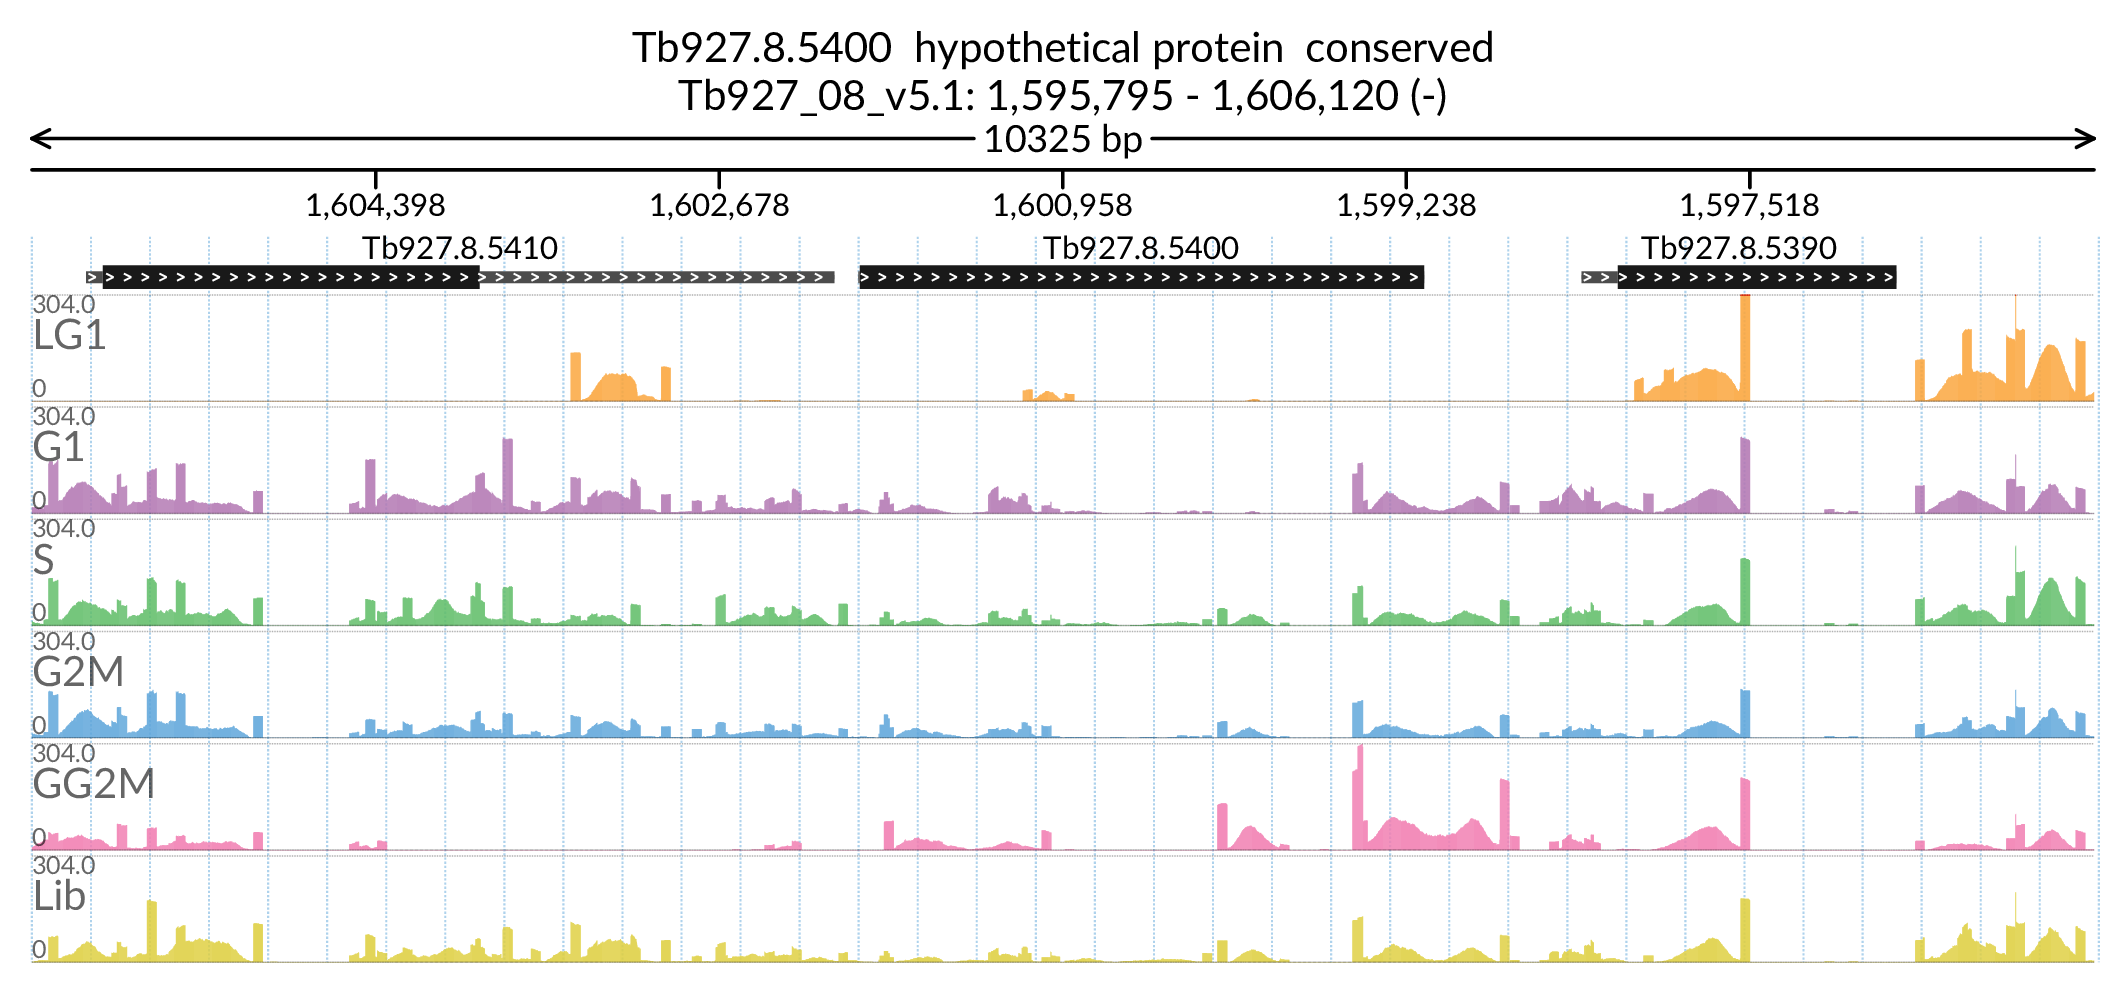 Tb927.8.5400 hypothetical protein conserved
Tb927_08_v5.1: 1,595,795 - 1,606,120 (-)
10325 bp
1,604,398 1,602,678 1,600,958 1,599,238 1,597,518
Tb927.8.5410 Tb927.8.5400 Tb927.8.5390
304.0
LG1
0
304.0
G1
0
304.0
S
0
304.0
G2M
0
304.0
GG2M
0
304.0
Lib
0